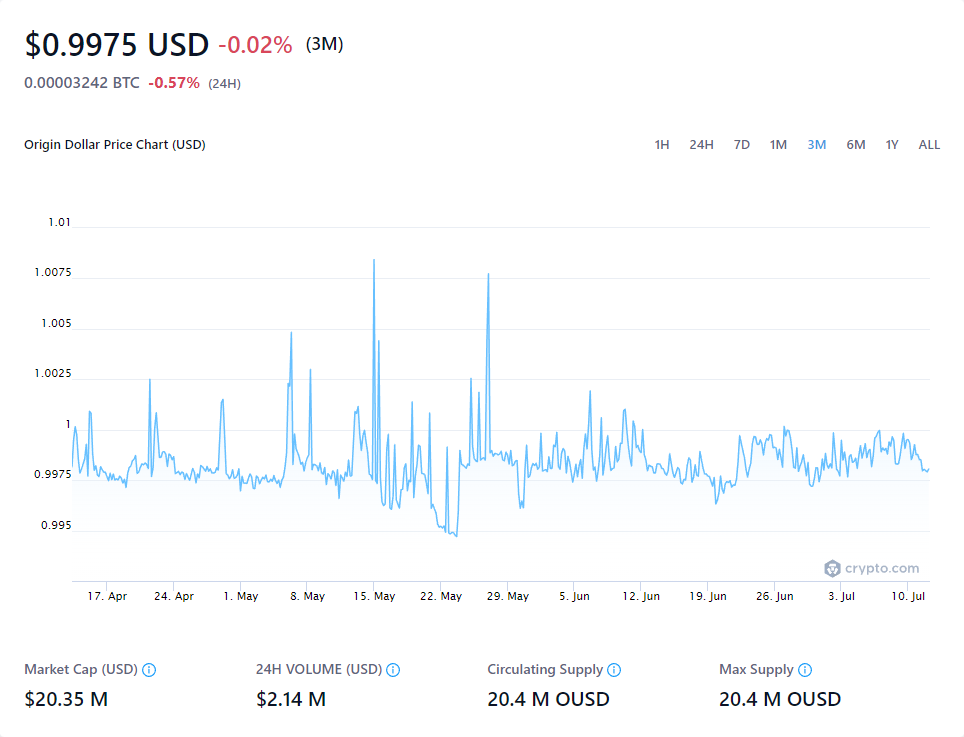 $0.9975 USD -0.02% (3M)
0.00003242 BTC -0.57% (24H)
Origin Dollar Price Chart (USD) 1H 24H 7D 1M 3M 6M 1Y ALL
1.01
1.0075
1.005
1.0025
1
0.9975
0.995
crypto.com
17. Apr 24. Apr 1. May 8. May 15. May 22. May 29. May 5. Jun 12. Jun 19. Jun 26. Jun 3. Jul 10. Jul
Market Cap (USD) 24H VOLUME (USD) Circulating Supply Max Supply
$20.35 M $2.14 M 20.4 M OUSD 20.4 M OUSD